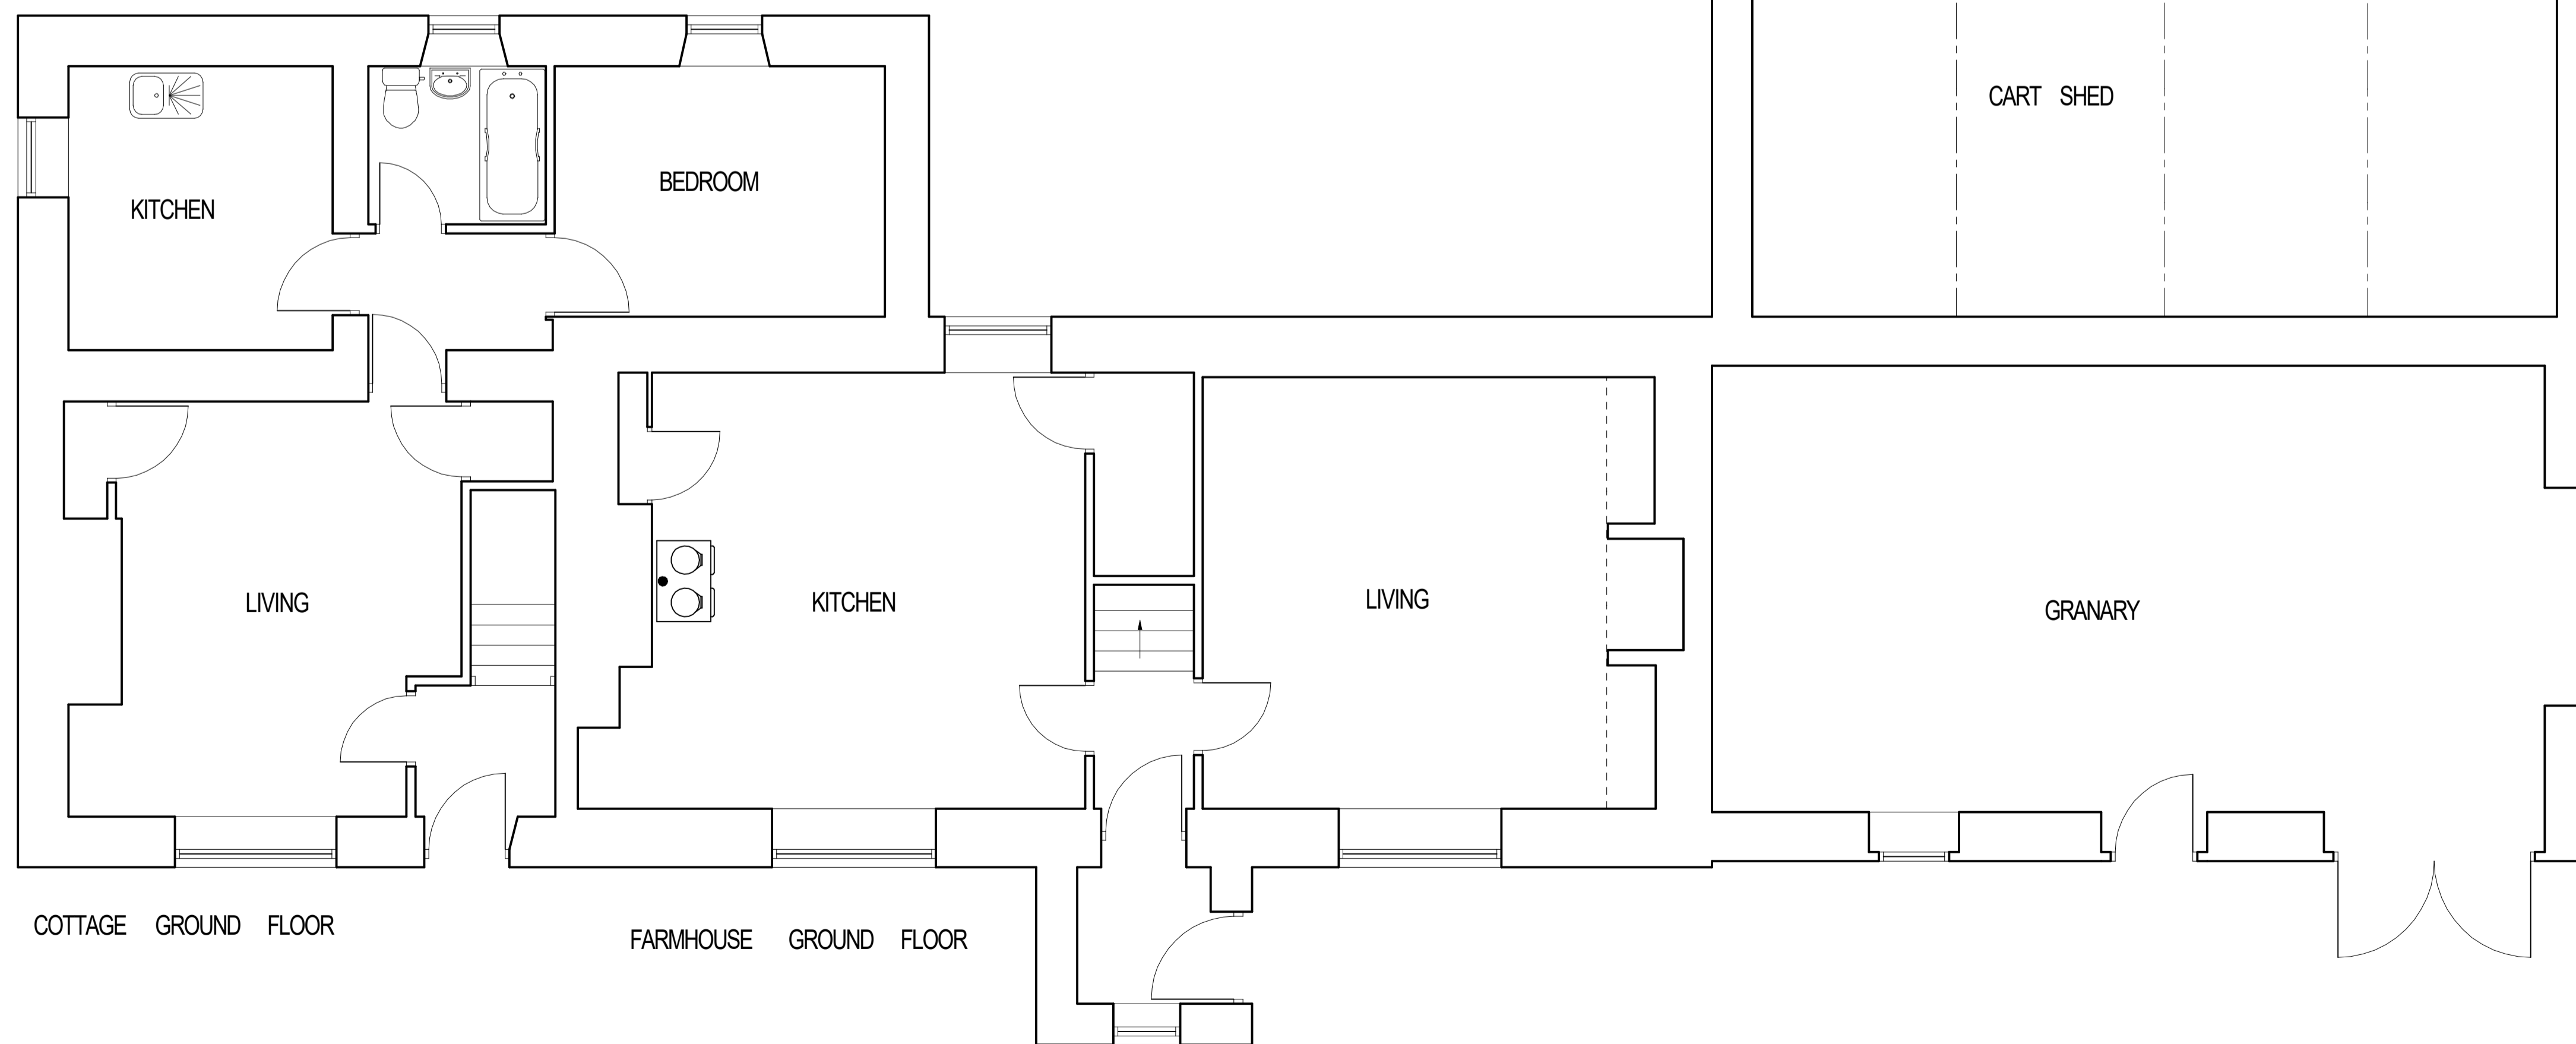 CART SHED
BEDROOM
KITCHEN
LIVING
KITCHEN
LIVING
GRANARY
COTTAGE GROUND FLOOR
FARMHOUSE GROUND FLOOR